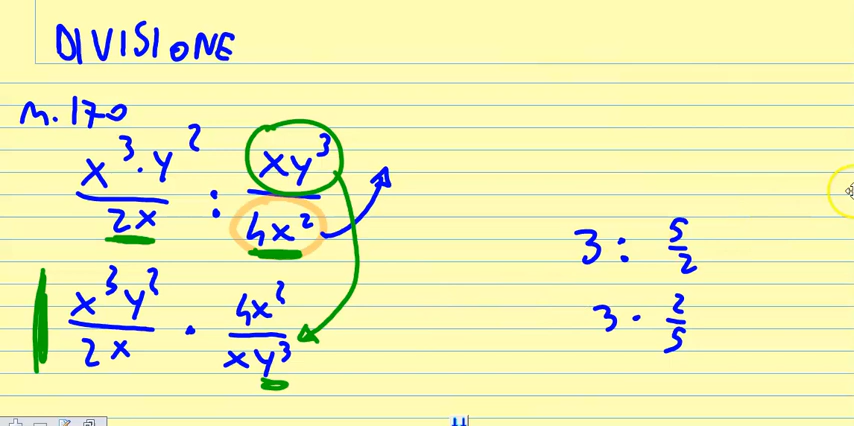 DIVISIONE
n. 170
x³·y² / 2x : xy³ / 4x²
x³y² / 2x · 4x² / xy³
3 : 5/2
3 · 2/5